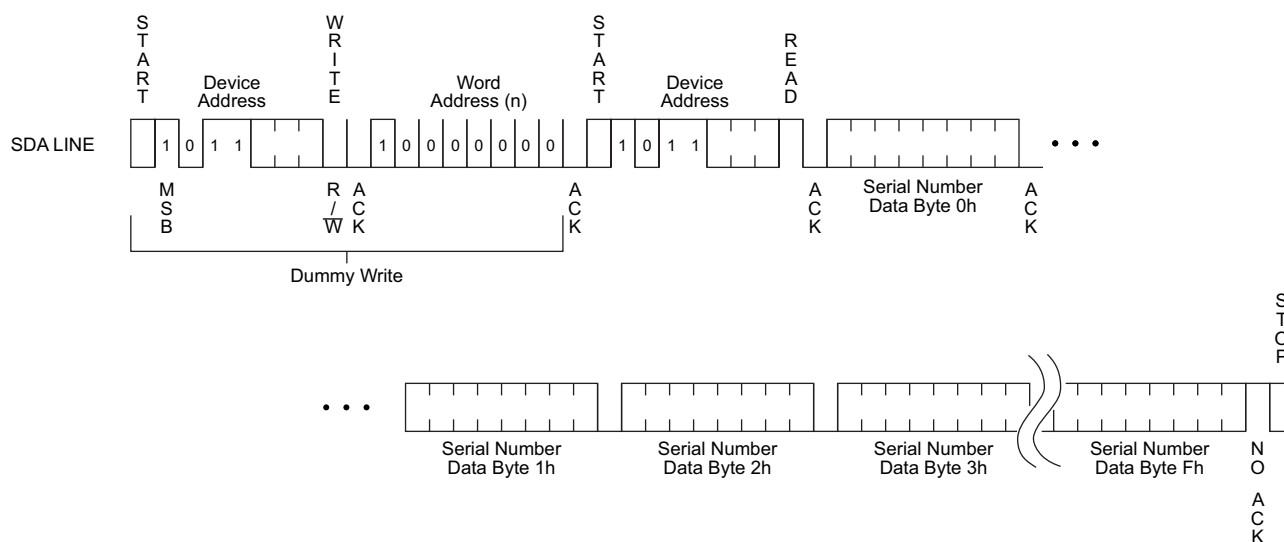 START
WRITE
START
READ
Device
Address
Word
Address (n)
Device
Address
SDA LINE
1 0 1 1
1 0 0 0 0 0 0 0
1 0 1 1
• • •
MSB
R/W
ACK
ACK
ACK
Serial Number
Data Byte 0h
ACK
Dummy Write
STOP
• • •
Serial Number
Data Byte 1h
Serial Number
Data Byte 2h
Serial Number
Data Byte 3h
Serial Number
Data Byte Fh
NO ACK